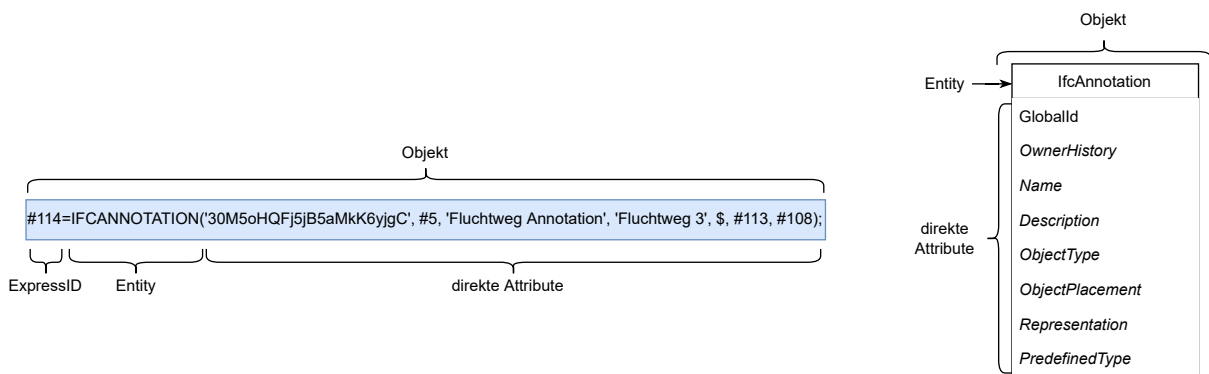 Objekt
#114=IFCANNOTATION('30M5oHQFj5jB5aMkK6yjgC', #5, 'Fluchtweg Annotation', 'Fluchtweg 3', $, #113, #108);
ExpressID
Entity
direkte Attribute
Objekt
Entity
IfcAnnotation
direkte
Attribute
GlobalId
OwnerHistory
Name
Description
ObjectType
ObjectPlacement
Representation
PredefinedType